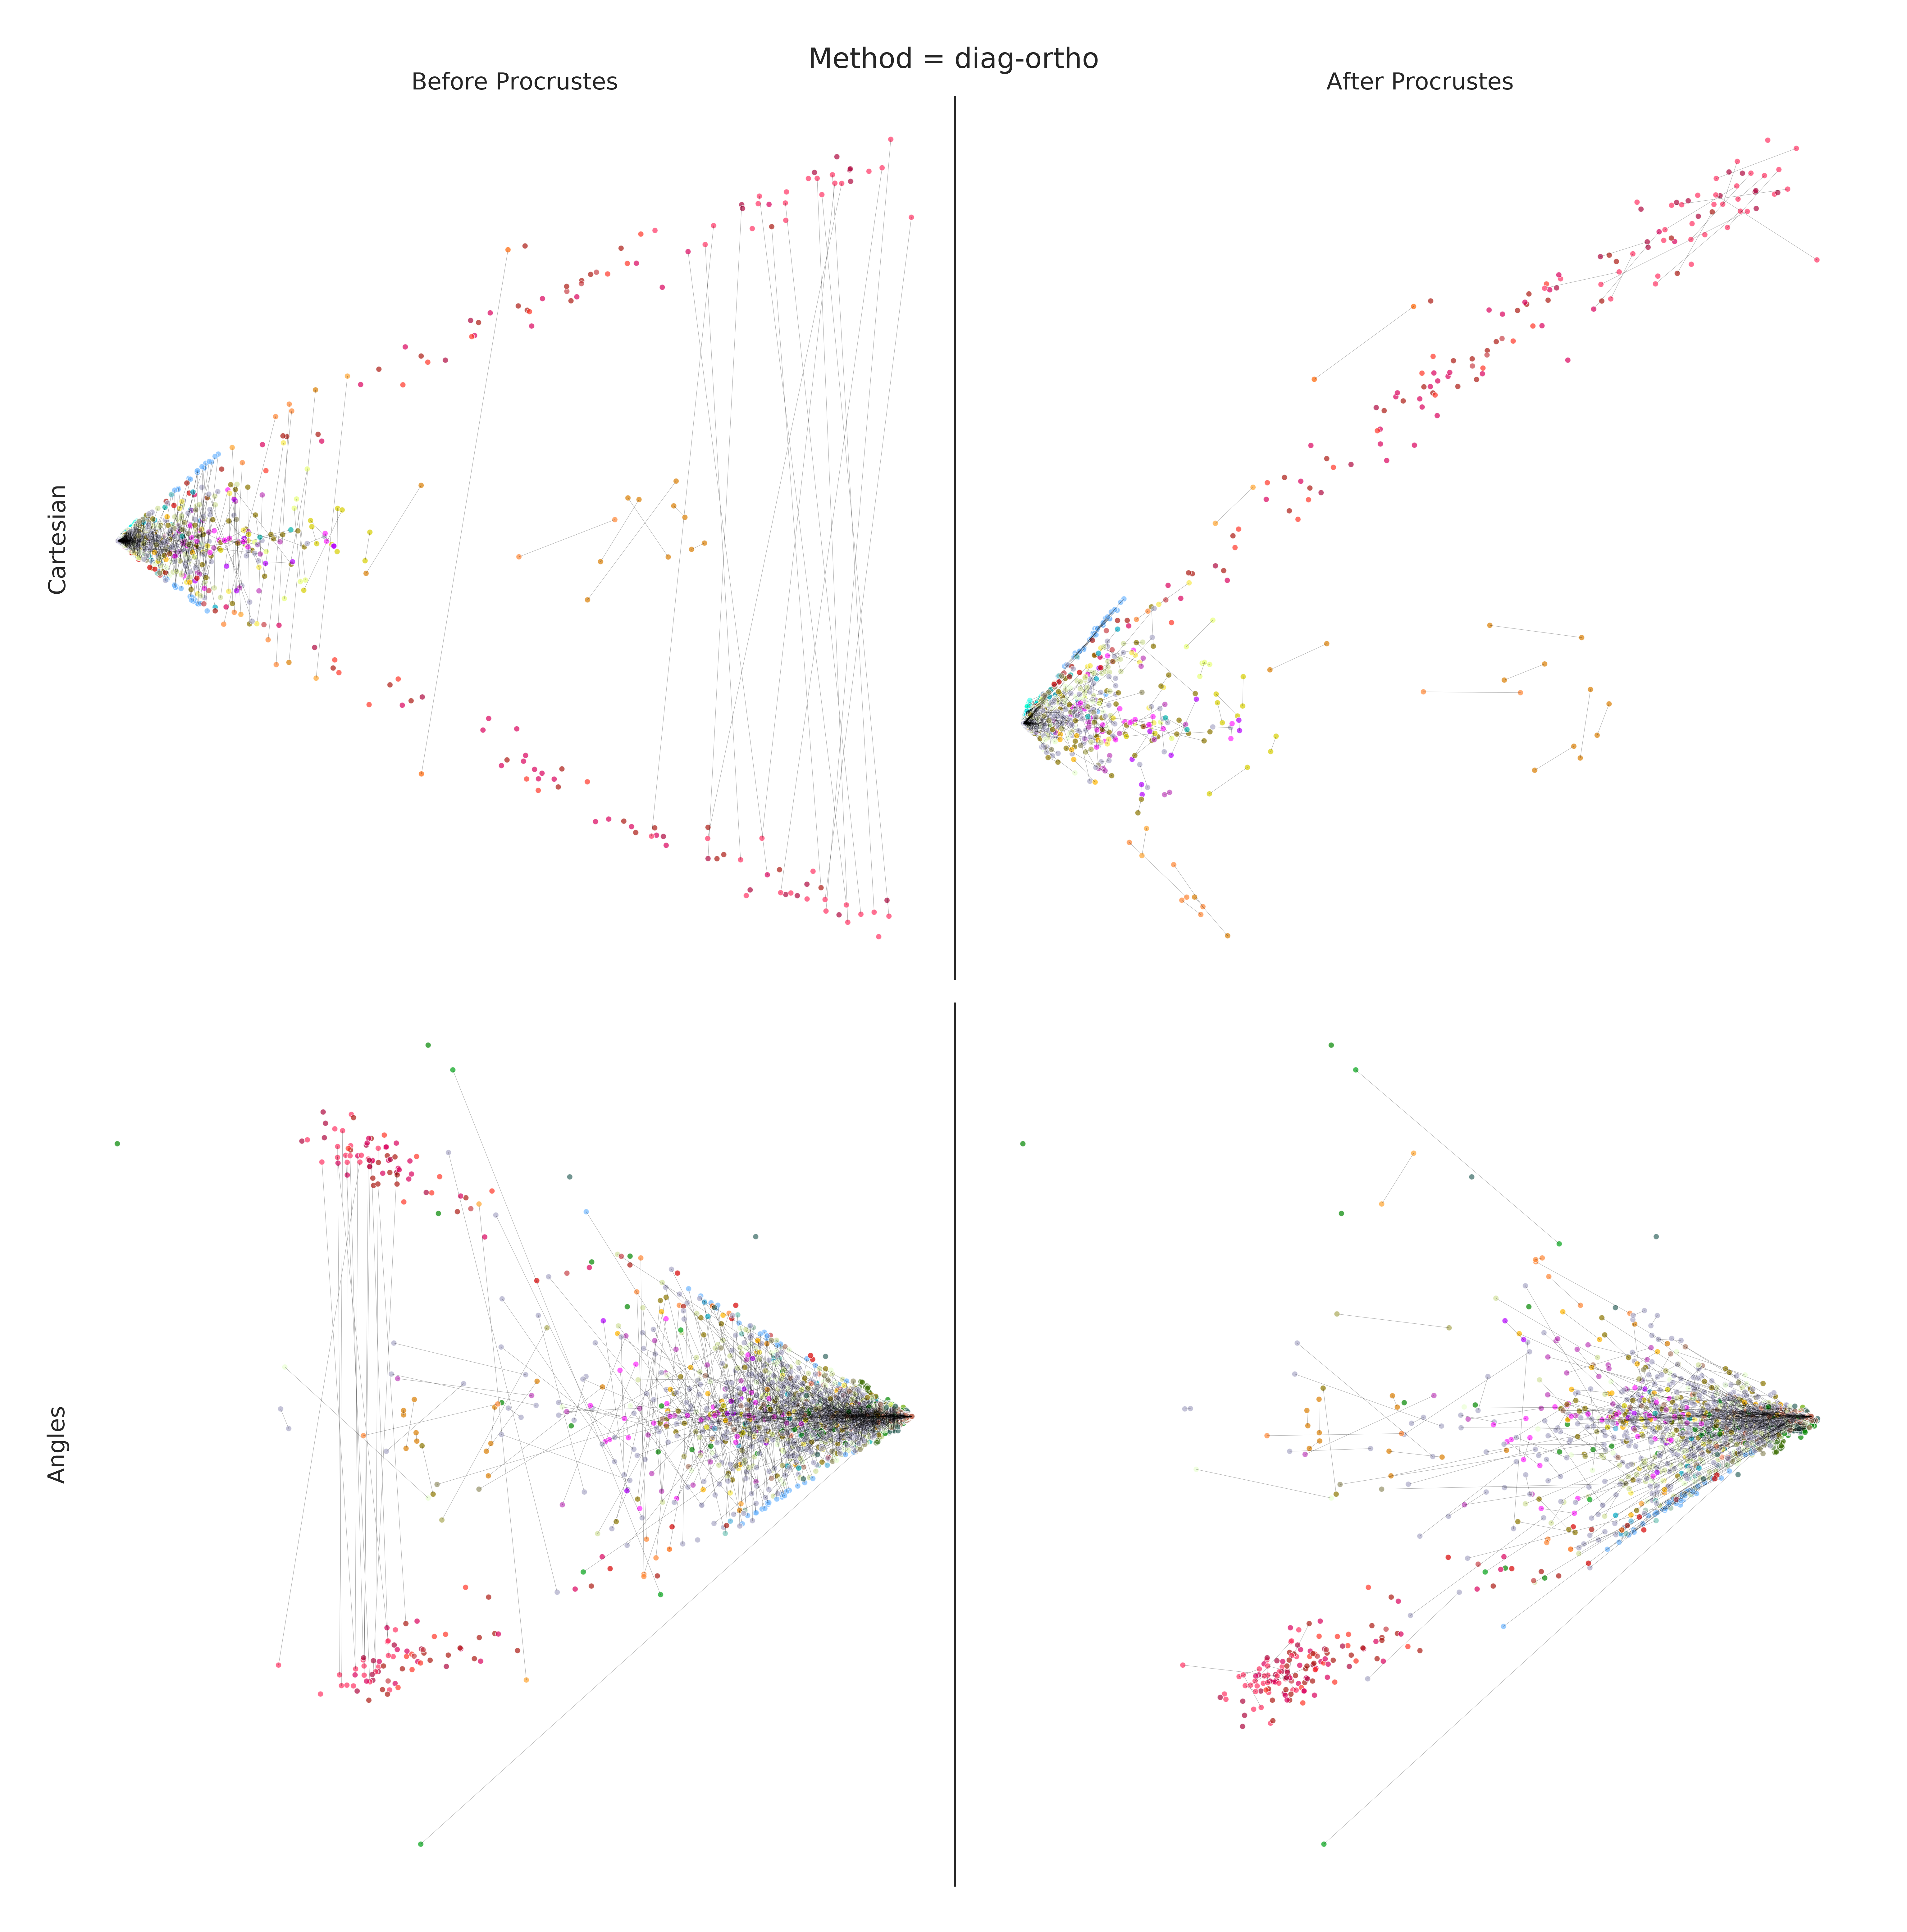 Method = diag-ortho
Before Procrustes
After Procrustes
Cartesian
Angles